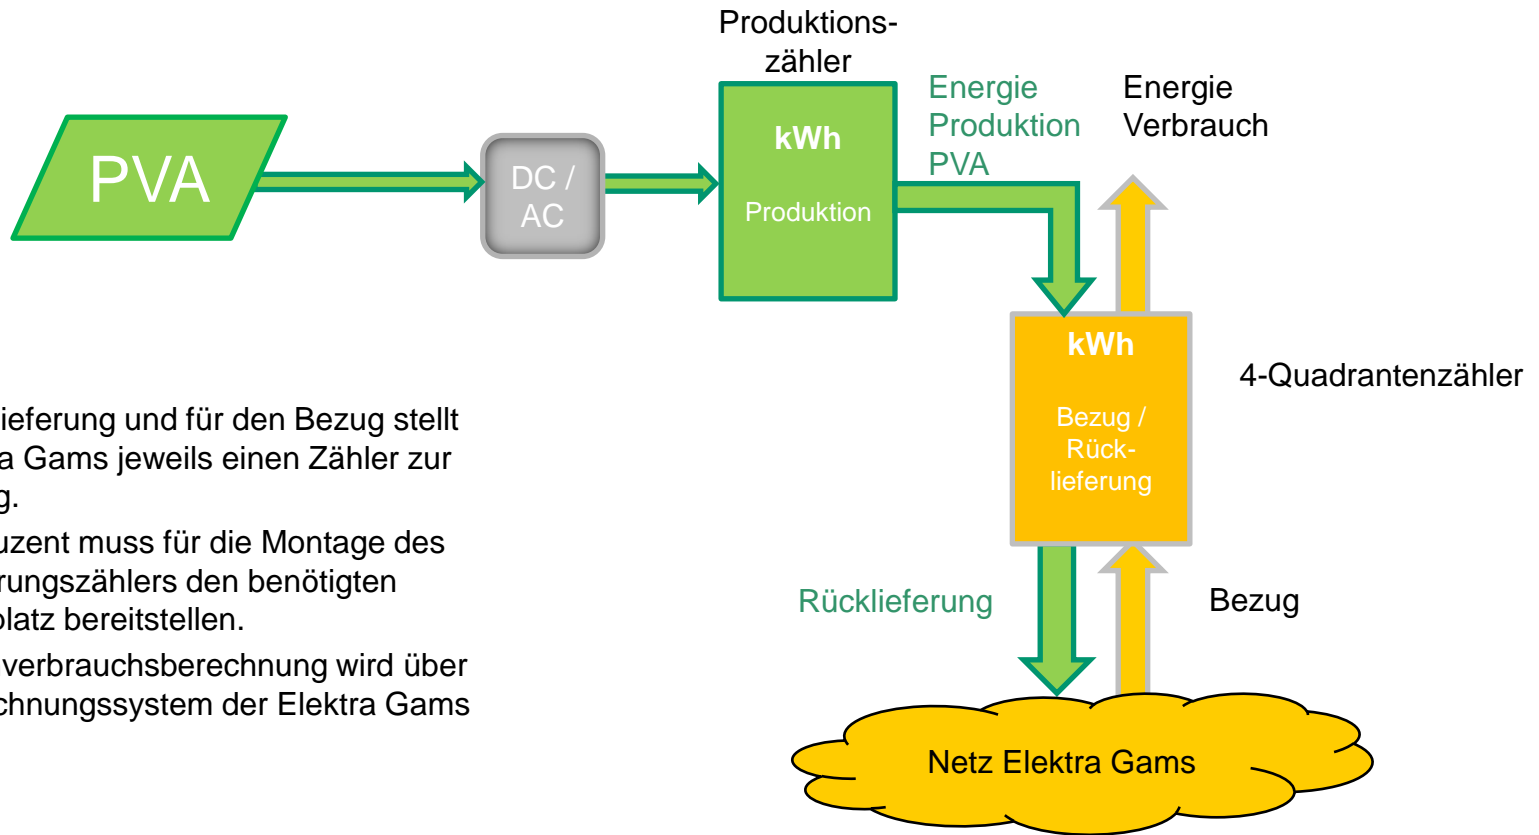 Produktions-
zähler
Energie
Produktion
PVA
Energie
Verbrauch
PVA
DC /
AC
kWh
Produktion
kWh
Bezug /
Rück-
lieferung
4-Quadrantenzähler
ieferung und für den Bezug stellt
a Gams jeweils einen Zähler zur
g.
uzent muss für die Montage des
rungszählers den benötigten
platz bereitstellen.
verbrauchsberechnung wird über
chnungssystem der Elektra Gams
Rücklieferung
Bezug
Netz Elektra Gams